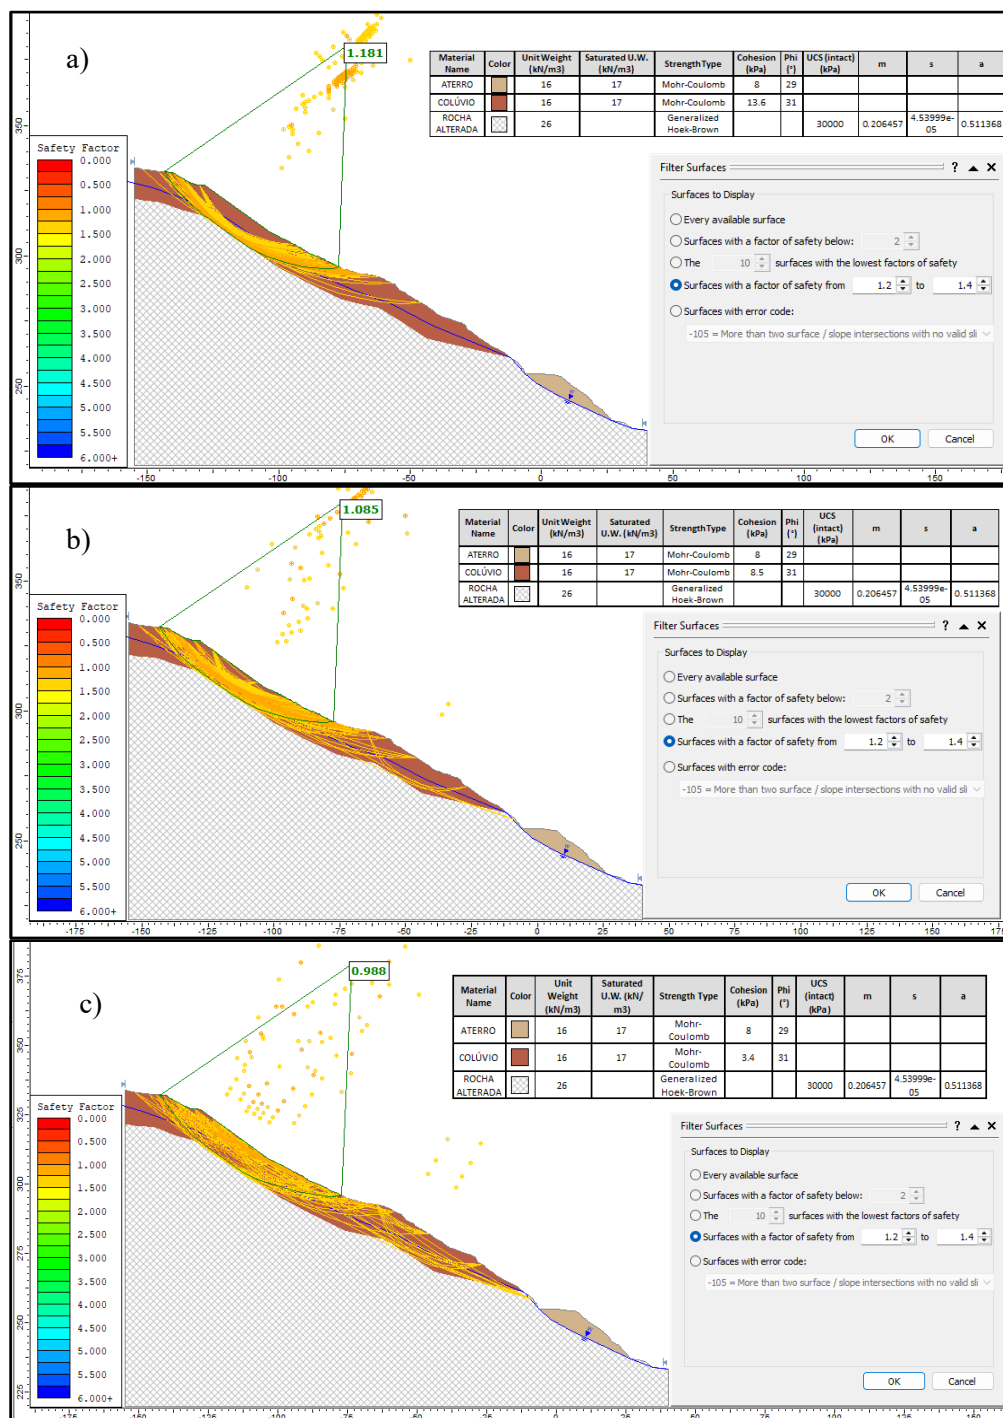 a)
1.181
Material Name Color Unit Weight (kN/m3) Saturated U.W. (kN/m3) Strength Type Cohesion (kPa) Phi (°) UCS (intact) (kPa) m s a
ATERRO 16 17 Mohr-Coulomb 8 29
COLÚVIO 16 17 Mohr-Coulomb 13.6 31
ROCHA ALTERADA 26 Generalized Hoek-Brown 30000 0.206457 4.53999e-05 0.511368
Safety Factor
0.000
0.500
1.000
1.500
2.000
2.500
3.000
3.500
4.000
4.500
5.000
5.500
6.000+
350
300
250
-150 -100 -50 0 50 100 150
Filter Surfaces ? X
Surfaces to Display
Every available surface
Surfaces with a factor of safety below: 2
The 10 surfaces with the lowest factors of safety
Surfaces with a factor of safety from 1.2 to 1.4
Surfaces with error code:
-105 = More than two surface / slope intersections with no valid sli
OK Cancel
b)
1.085
Material Name Color Unit Weight (kN/m3) Saturated U.W. (kN/m3) Strength Type Cohesion (kPa) Phi (°) UCS (intact) (kPa) m s a
ATERRO 16 17 Mohr-Coulomb 8 29
COLÚVIO 16 17 Mohr-Coulomb 8.5 31
ROCHA ALTERADA 26 Generalized Hoek-Brown 30000 0.206457 4.53999e-05 0.511368
Safety Factor
0.000
0.500
1.000
1.500
2.000
2.500
3.000
3.500
4.000
4.500
5.000
5.500
6.000+
350
300
250
-175 -150 -125 -100 -75 -50 -25 0 25 50 75 100 125 150 175
Filter Surfaces ? X
Surfaces to Display
Every available surface
Surfaces with a factor of safety below: 2
The 10 surfaces with the lowest factors of safety
Surfaces with a factor of safety from 1.2 to 1.4
Surfaces with error code:
-105 = More than two surface / slope intersections with no valid sli
OK Cancel
c)
0.988
Material Name Color Unit Weight (kN/m3) Saturated U.W. (kN/m3) Strength Type Cohesion (kPa) Phi (°) UCS (intact) (kPa) m s a
ATERRO 16 17 Mohr-Coulomb 8 29
COLÚVIO 16 17 Mohr-Coulomb 3.4 31
ROCHA ALTERADA 26 Generalized Hoek-Brown 30000 0.206457 4.53999e-05 0.511368
Safety Factor
0.000
0.500
1.000
1.500
2.000
2.500
3.000
3.500
4.000
4.500
5.000
5.500
6.000+
375
350
325
300
275
250
225
-175 -150 -125 -100 -75 -50 -25 0 25 50 75 100 125 150
Filter Surfaces ? X
Surfaces to Display
Every available surface
Surfaces with a factor of safety below: 2
The 10 surfaces with the lowest factors of safety
Surfaces with a factor of safety from 1.2 to 1.4
Surfaces with error code:
-105 = More than two surface / slope intersections with no valid sli
OK Cancel